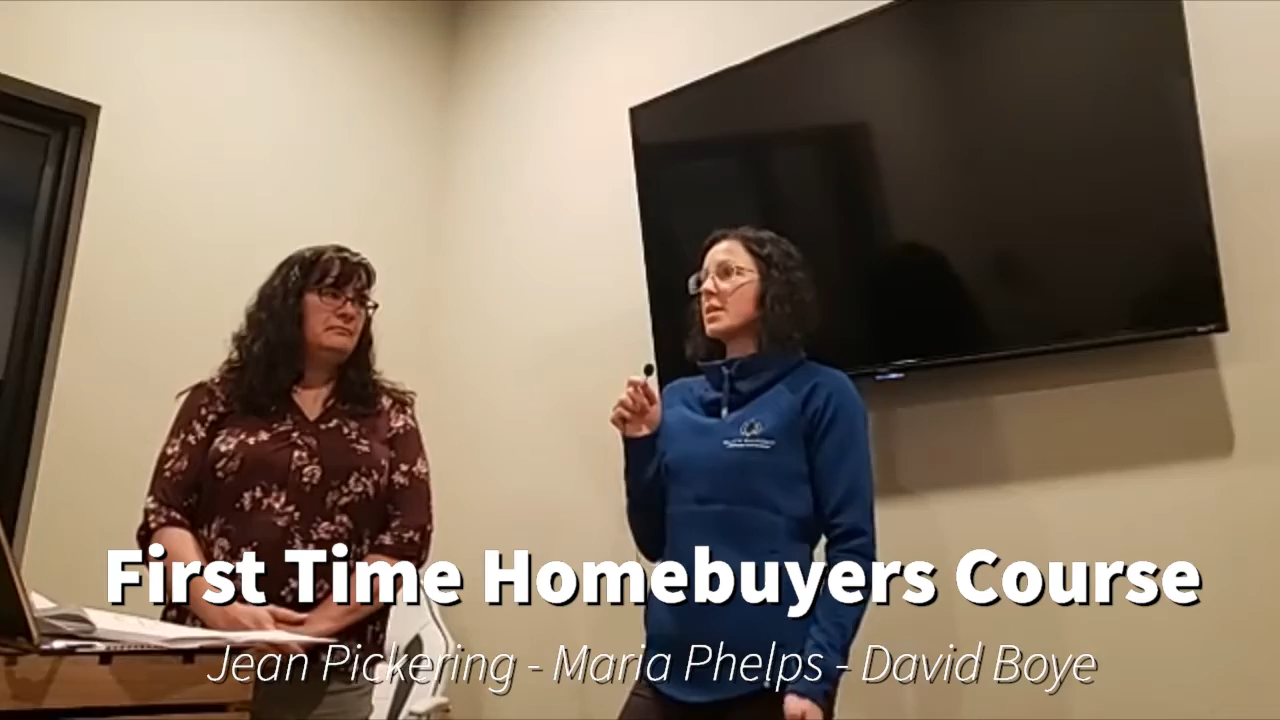 First Time Homebuyers Course
Jean Pickering - Maria Phelps - David Boye